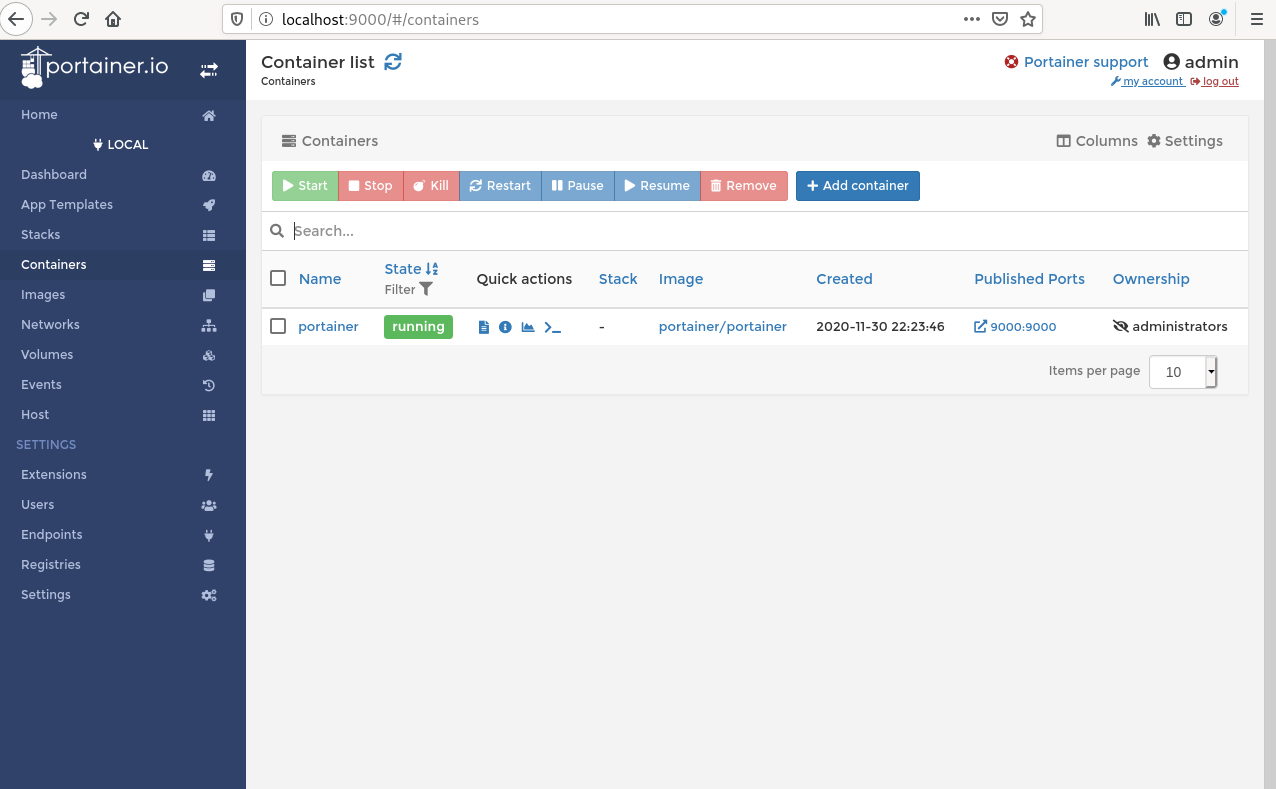 localhost:9000/#/containers
portainer.io
Home
LOCAL
Dashboard
App Templates
Stacks
Containers
Images
Networks
Volumes
Events
Host
SETTINGS
Extensions
Users
Endpoints
Registries
Settings
Container list
Containers
Portainer support admin
my account log out
Containers
Columns Settings
Start Stop Kill Restart Pause Resume Remove Add container
Search...
Name State Filter Quick actions Stack Image Created Published Ports Ownership
portainer running - portainer/portainer 2020-11-30 22:23:46 9000:9000 administrators
Items per page 10